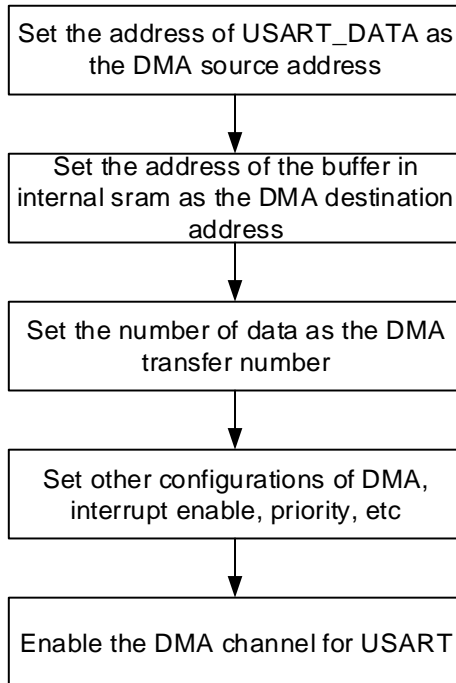 Set the address of USART_DATA as
the DMA source address
Set the address of the buffer in
internal sram as the DMA destination
address
Set the number of data as the DMA
transfer number
Set other configurations of DMA,
interrupt enable, priority, etc
Enable the DMA channel for USART